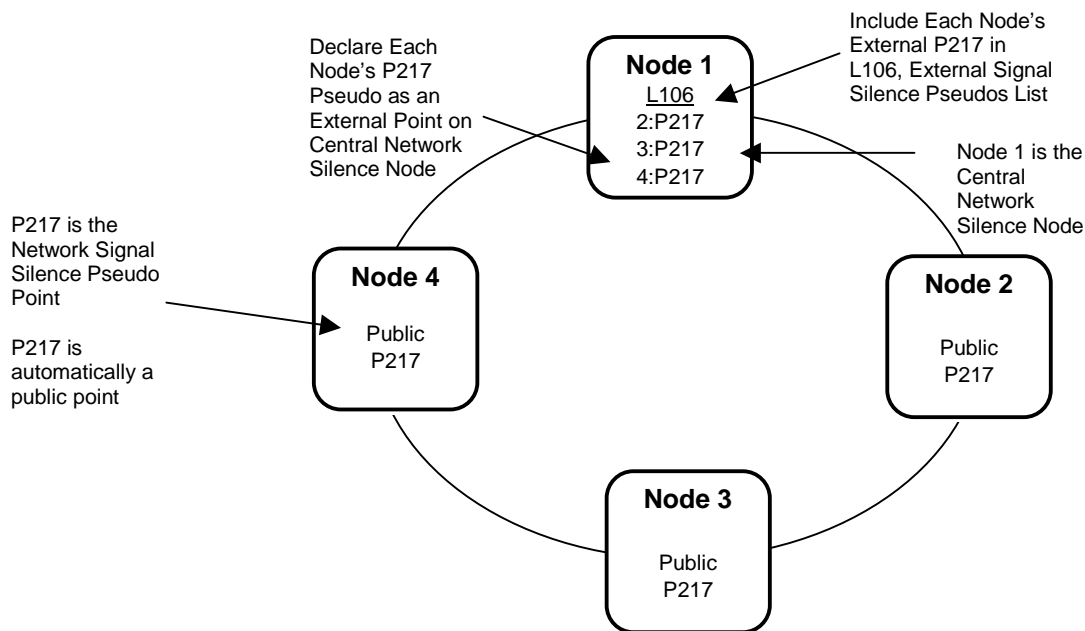 Declare Each
Node's P217
Pseudo as an
External Point on
Central Network
Silence Node
Node 1
L106
2:P217
3:P217
4:P217
Include Each Node's
External P217 in
L106, External Signal
Silence Pseudos List
Node 1 is the
Central
Network
Silence Node
P217 is the
Network Signal
Silence Pseudo
Point
P217 is
automatically a
public point
Node 4
Public
P217
Node 2
Public
P217
Node 3
Public
P217